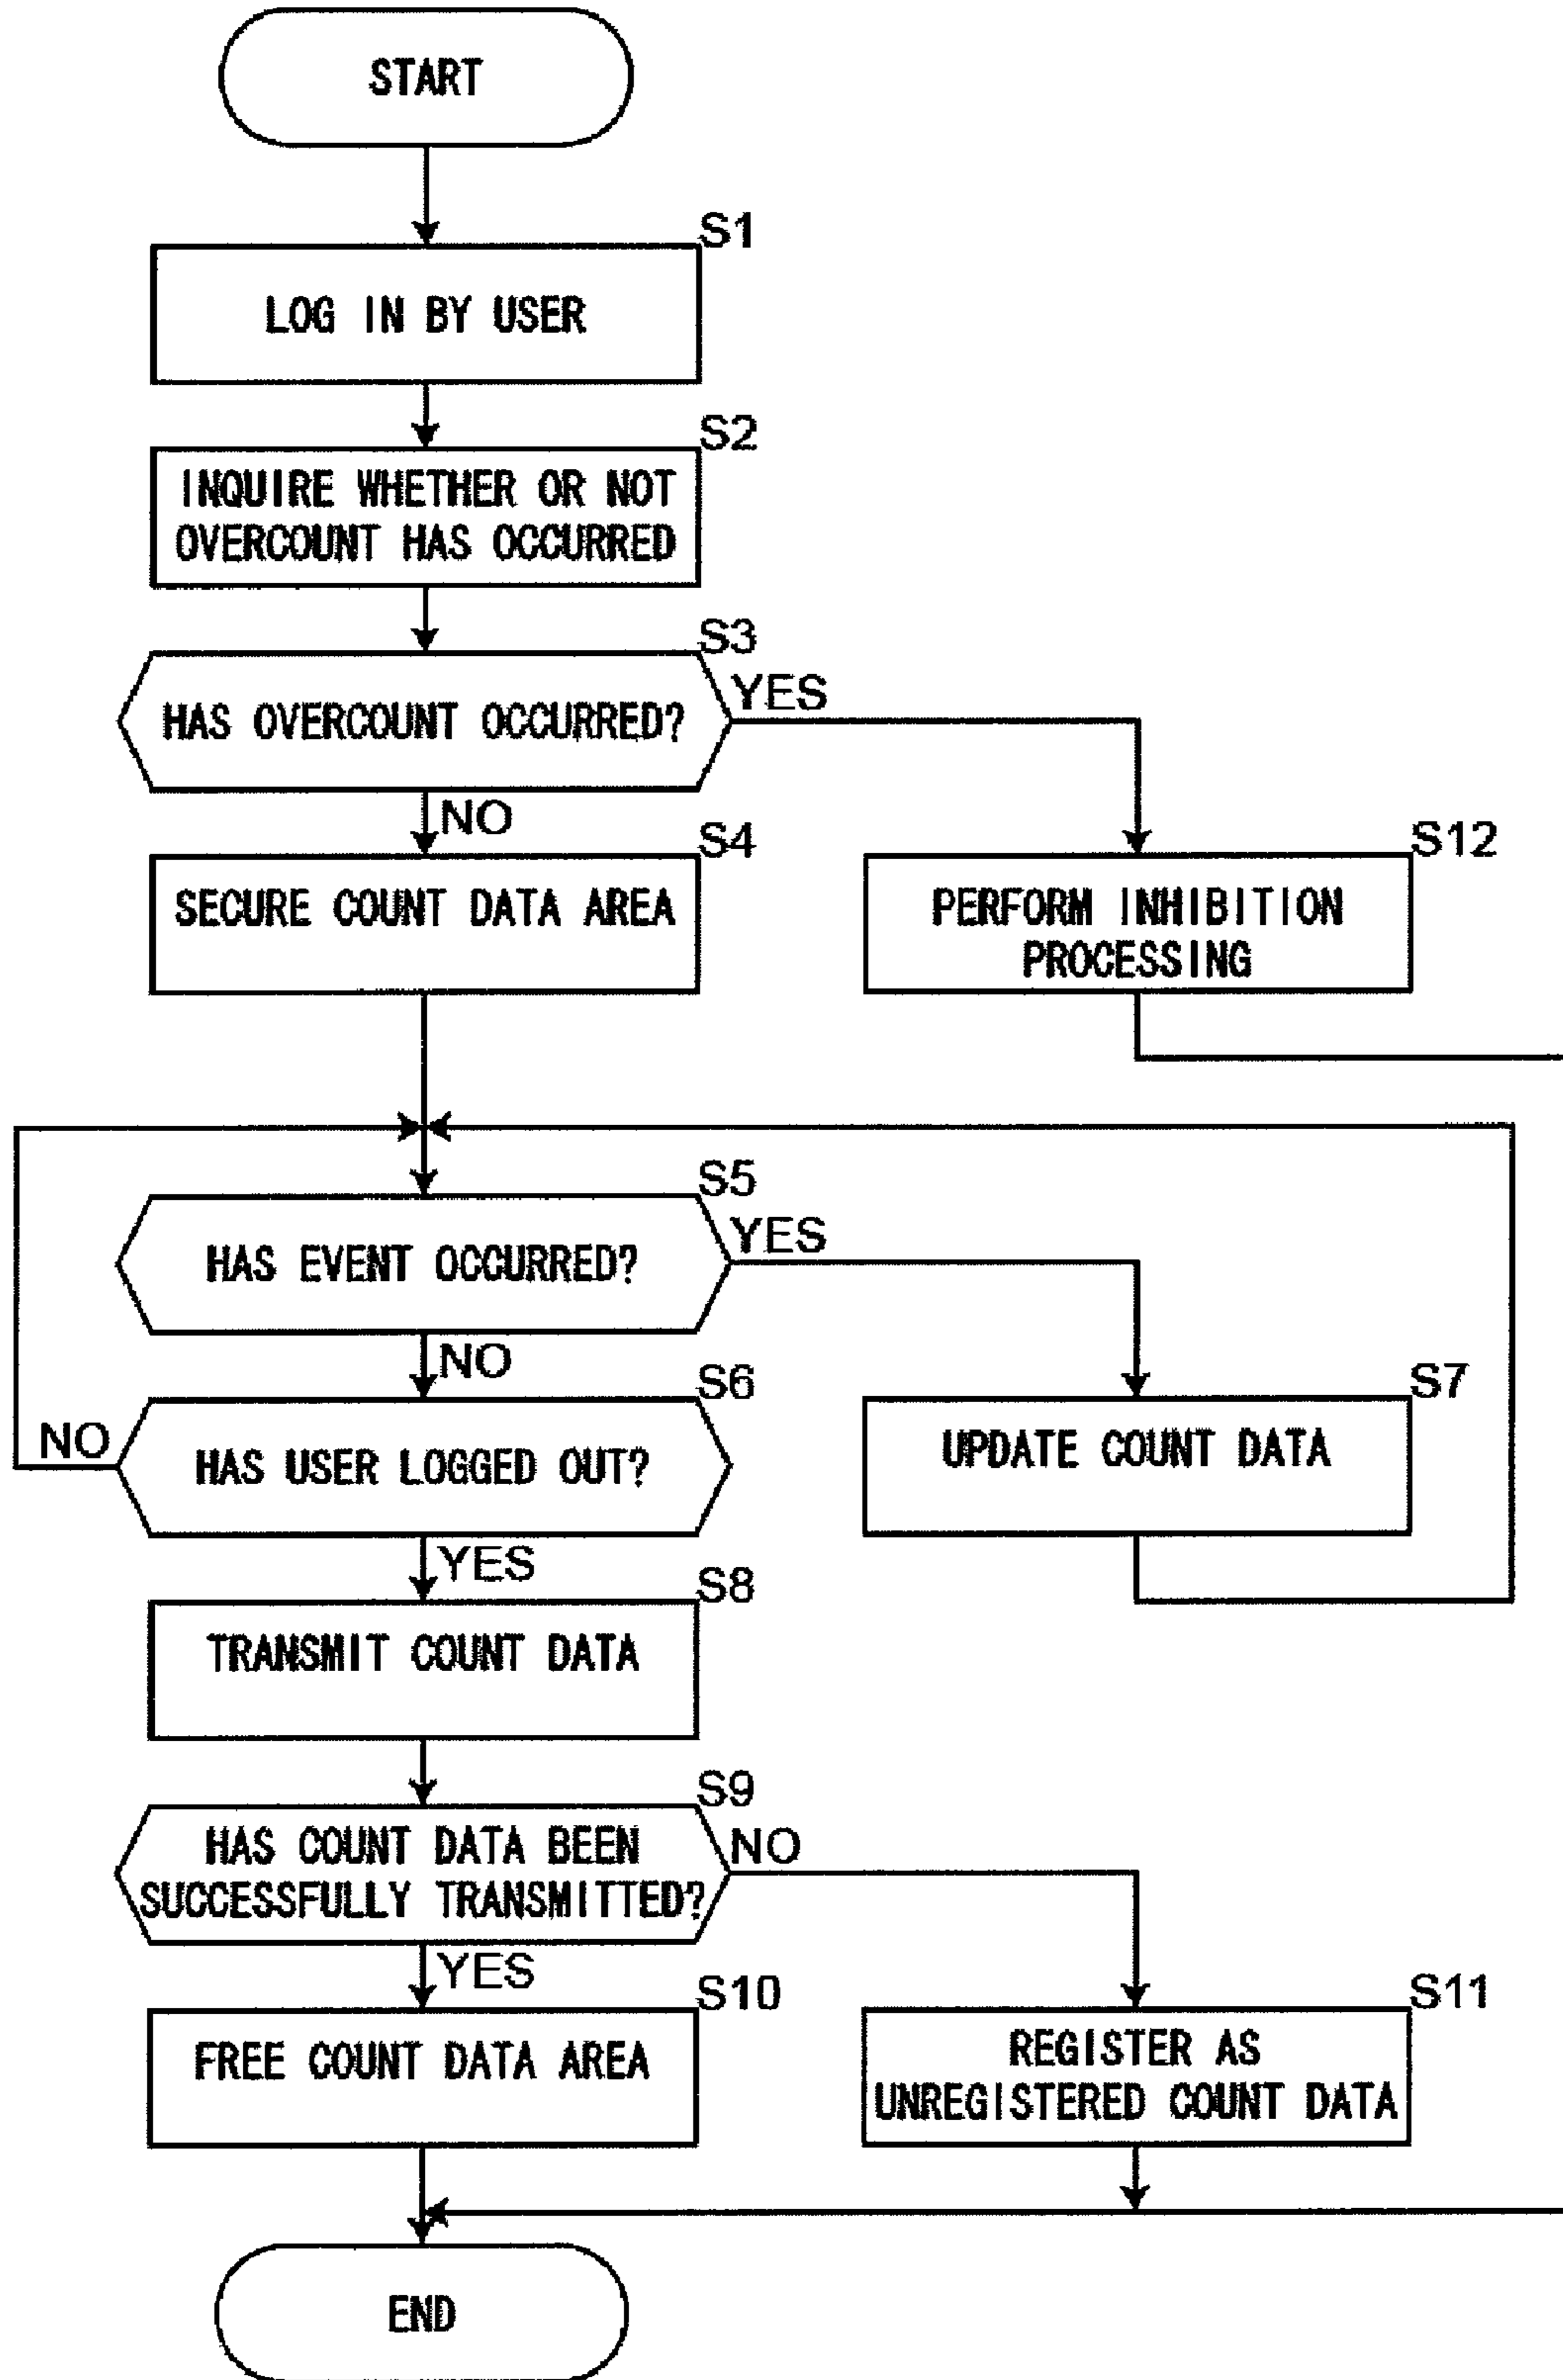 START
S1
LOG IN BY USER
S2
INQUIRE WHETHER OR NOT
OVERCOUNT HAS OCCURRED
S3
HAS OVERCOUNT OCCURRED?
YES
NO
S4
SECURE COUNT DATA AREA
S12
PERFORM INHIBITION
PROCESSING
S5
HAS EVENT OCCURRED?
YES
NO
S6
HAS USER LOGGED OUT?
NO
YES
S7
UPDATE COUNT DATA
S8
TRANSMIT COUNT DATA
S9
HAS COUNT DATA BEEN
SUCCESSFULLY TRANSMITTED?
NO
YES
S10
FREE COUNT DATA AREA
S11
REGISTER AS
UNREGISTERED COUNT DATA
END